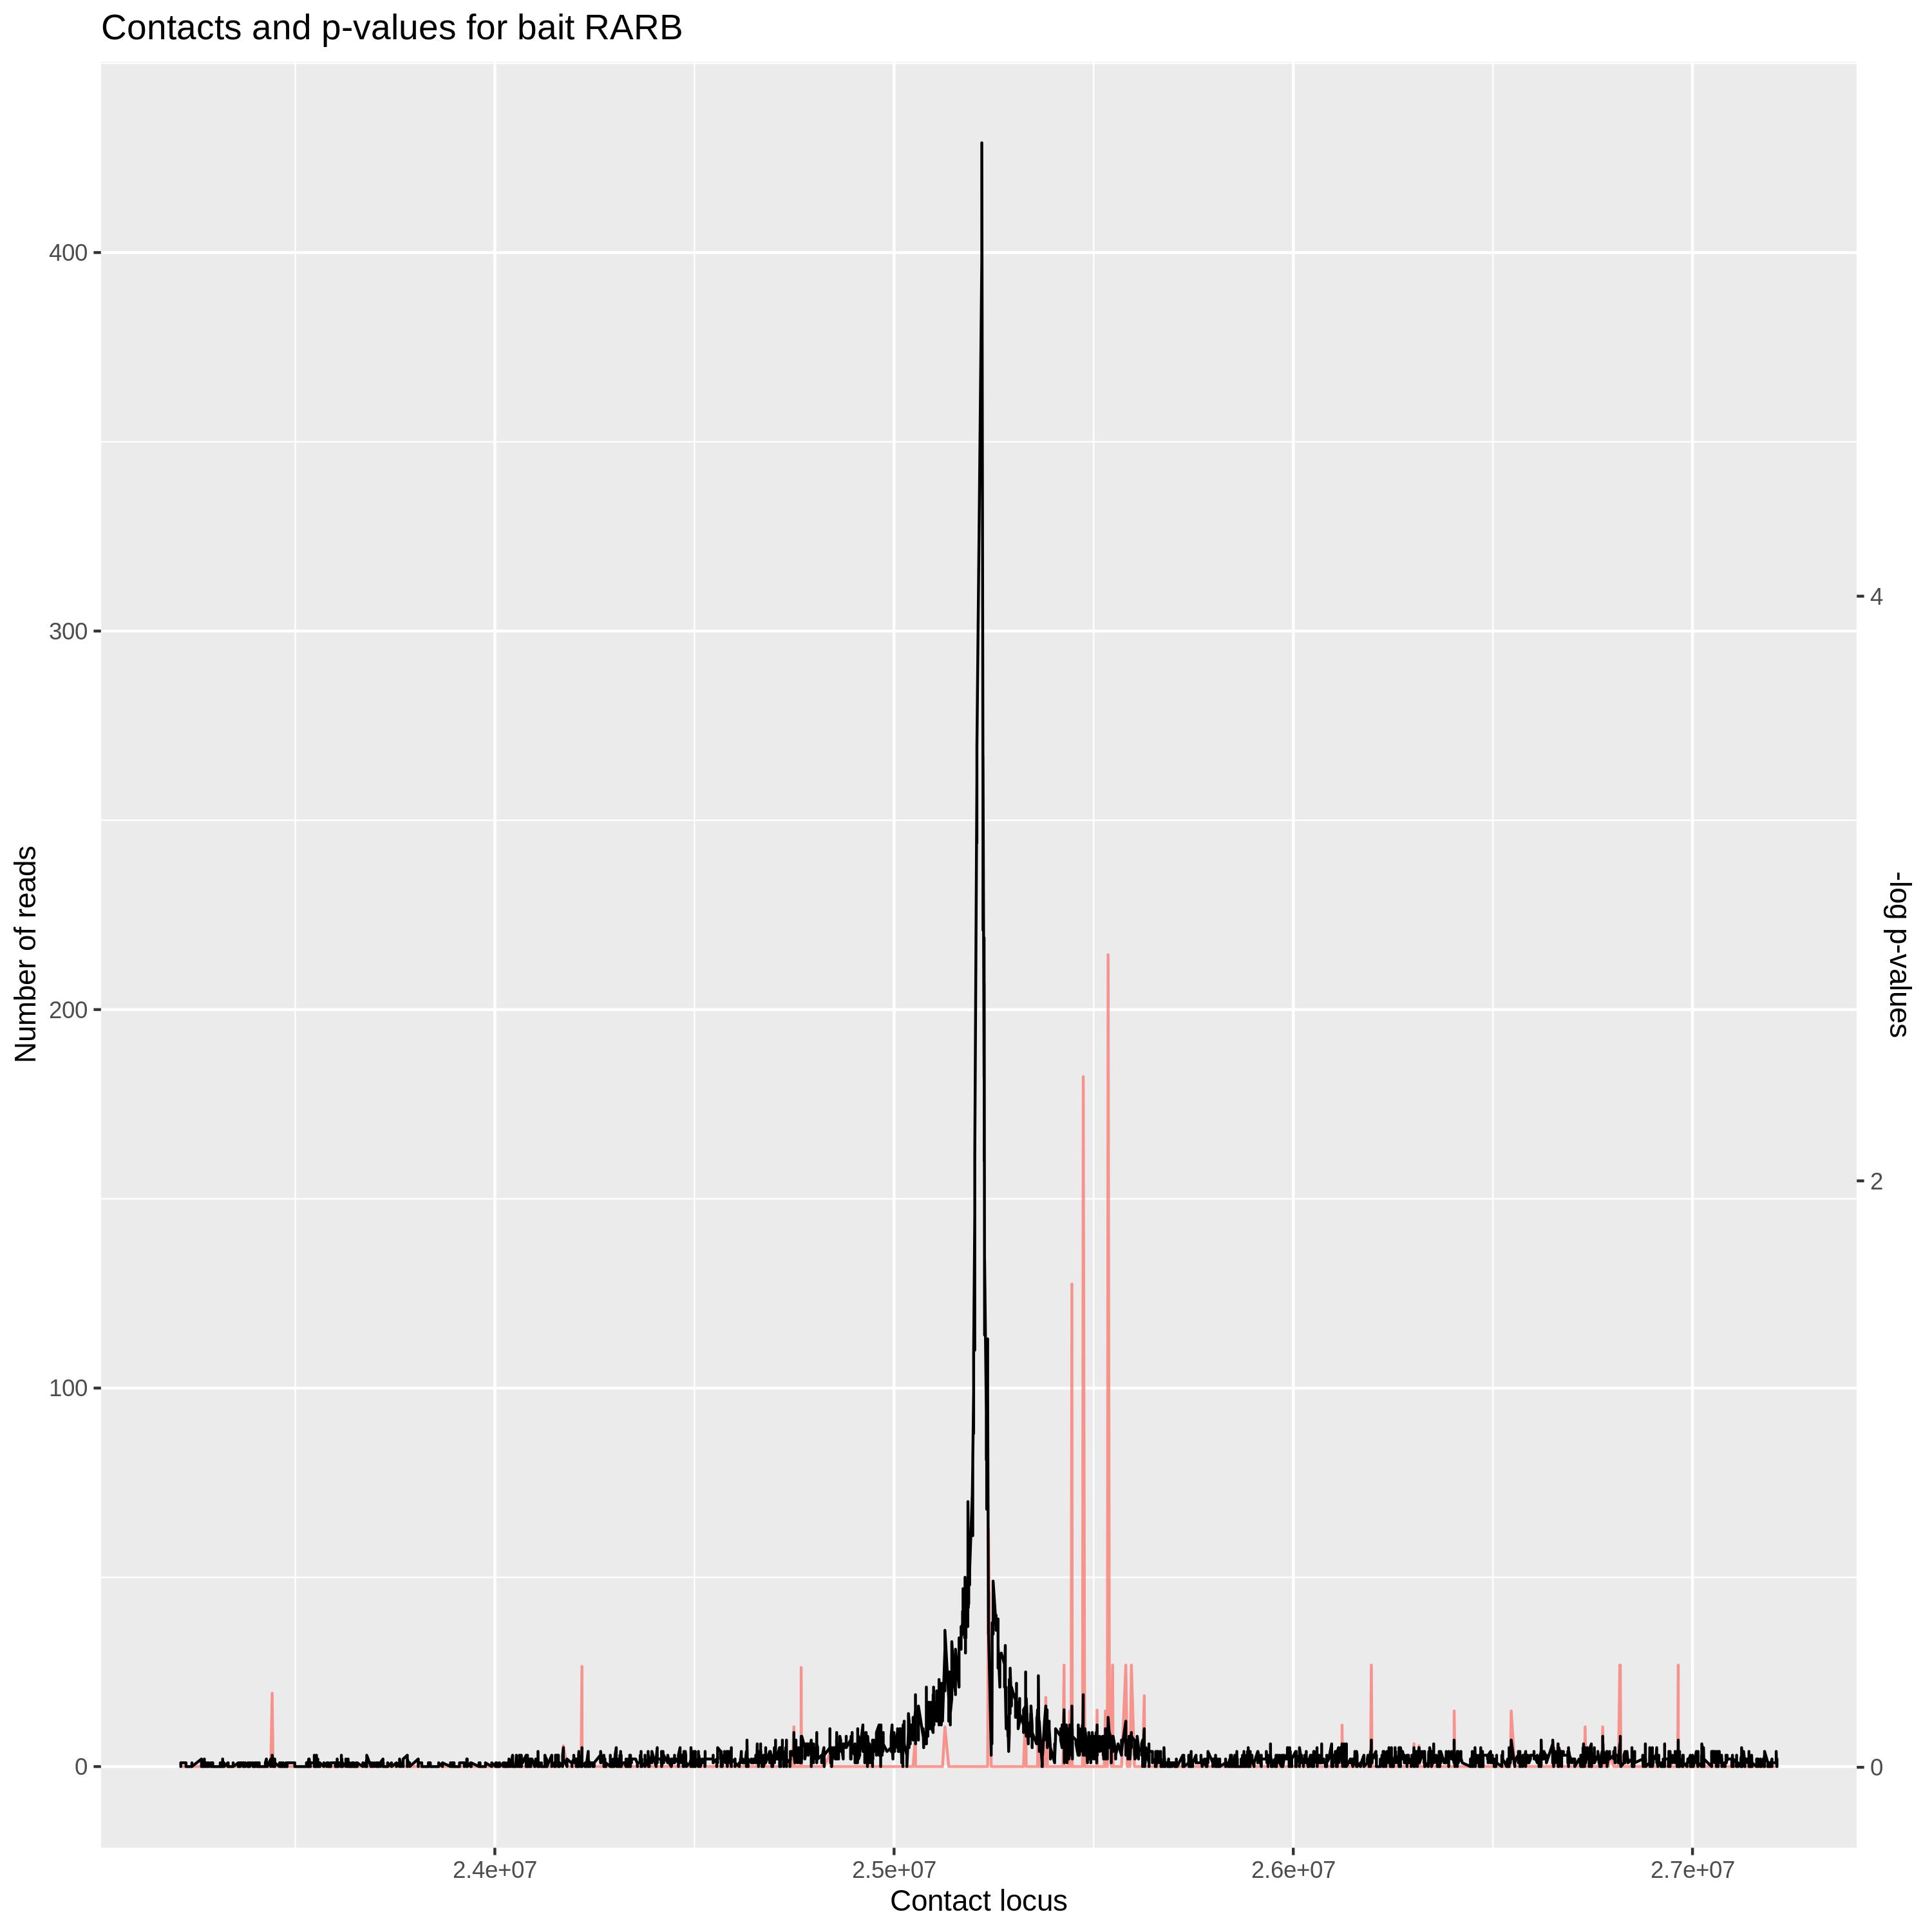 Contacts and p-values for bait RARB
400
300
200
100
0
Number of reads
4
2
0
-log p-values
2.4e+07
2.5e+07
2.6e+07
2.7e+07
Contact locus